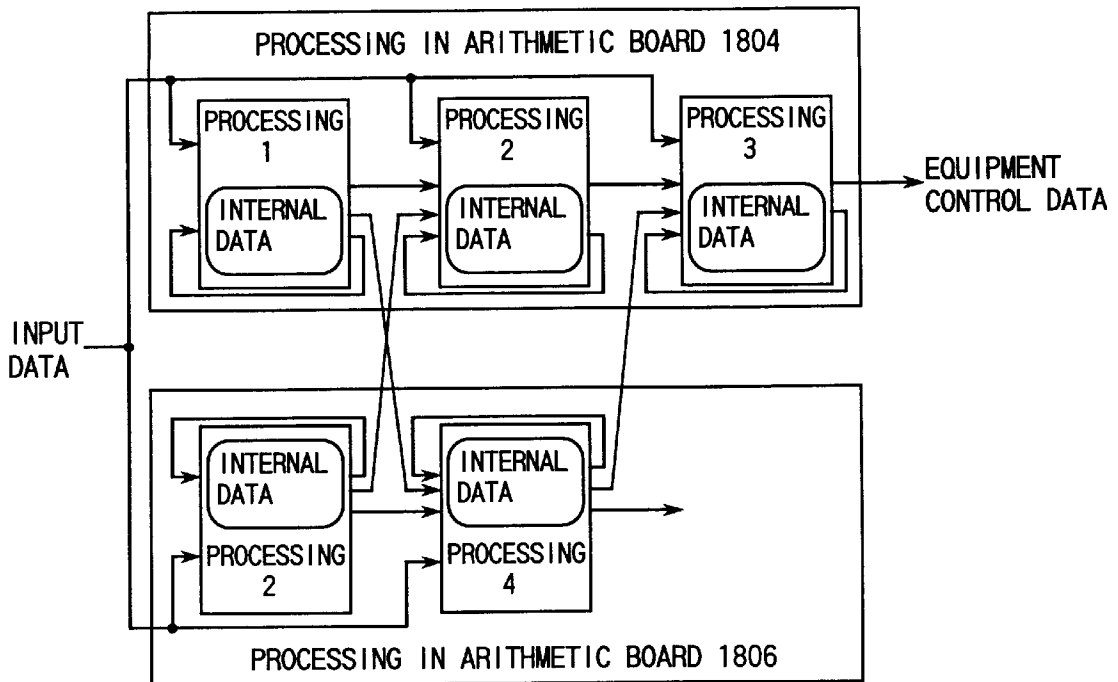 PROCESSING IN ARITHMETIC BOARD 1804
PROCESSING
1
INTERNAL
DATA
PROCESSING
2
INTERNAL
DATA
PROCESSING
3
INTERNAL
DATA
EQUIPMENT
CONTROL DATA
INPUT
DATA
INTERNAL
DATA
PROCESSING
2
INTERNAL
DATA
PROCESSING
4
PROCESSING IN ARITHMETIC BOARD 1806